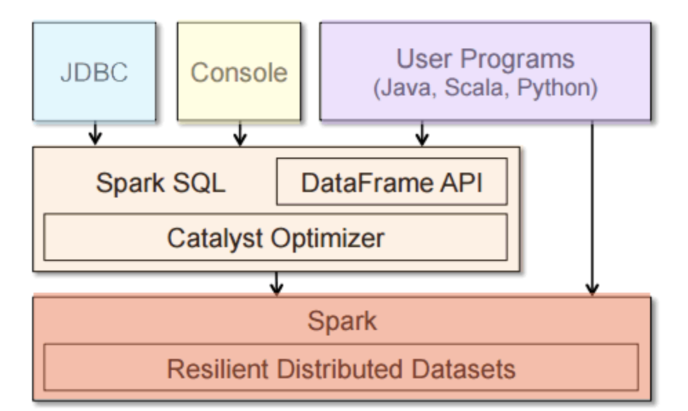 JDBC
Console
User Programs
(Java, Scala, Python)
Spark SQL
DataFrame API
Catalyst Optimizer
Spark
Resilient Distributed Datasets